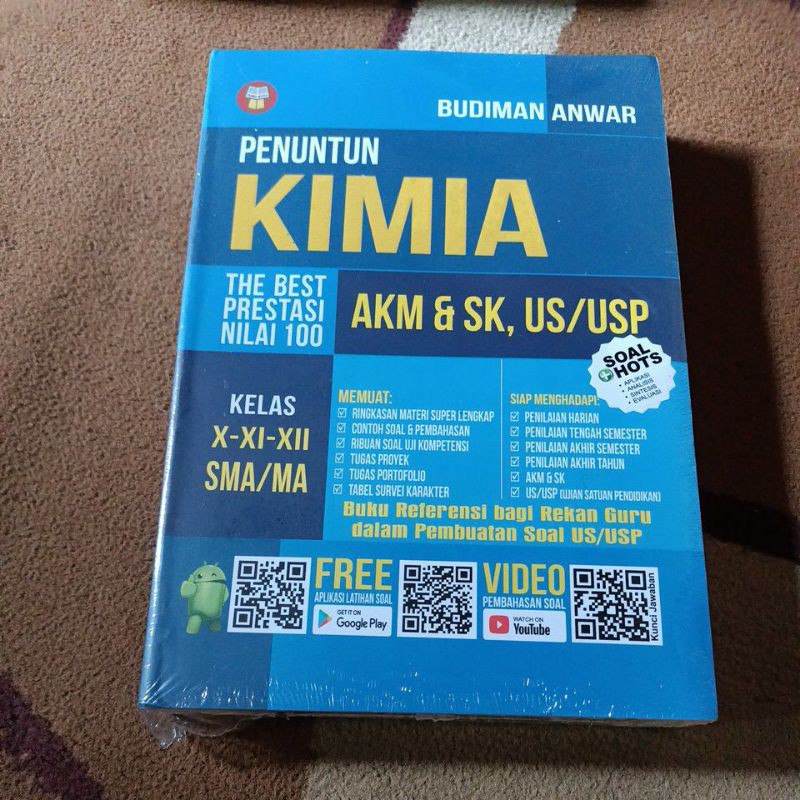 BUDIMAN ANWAR
PENUNTUN
KIMIA
THE BEST
PRESTASI
NILAI 100
AKM & SK, US/USP
SOAL
HOTS
• APLIKASI
• ANALISIS
• SINTESIS
• EVALUASI
KELAS
X-XI-XII
SMA/MA
MEMUAT:
RINGKASAN MATERI SUPER LENGKAP
CONTOH SOAL & PEMBAHASAN
RIBUAN SOAL UJI KOMPETENSI
TUGAS PROYEK
TUGAS PORTOFOLIO
TABEL SURVEI KARAKTER
SIAP MENGHADAPI:
PENILAIAN HARIAN
PENILAIAN TENGAH SEMESTER
PENILAIAN AKHIR SEMESTER
PENILAIAN AKHIR TAHUN
AKM & SK
US/USP (UJIAN SATUAN PENDIDIKAN)
Buku Referensi bagi Rekan Guru
dalam Pembuatan Soal US/USP
FREE
APLIKASI LATIHAN SOAL
GET IT ON
Google Play
VIDEO
PEMBAHASAN SOAL
WATCH ON
YouTube
Kunci Jawaban